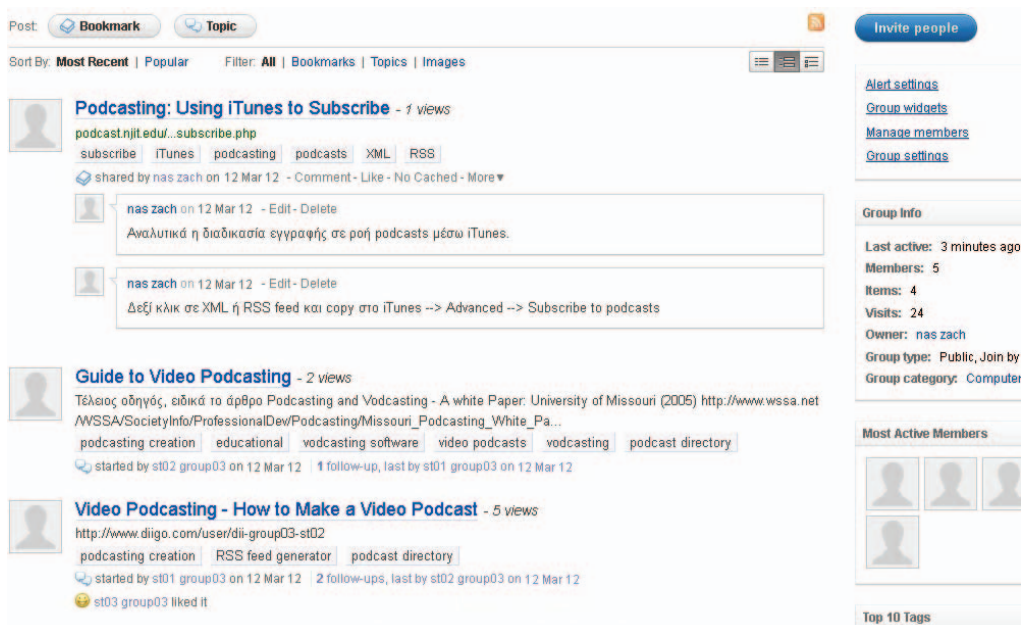 Post: Bookmark Topic
Sort By: Most Recent | Popular Filter: All | Bookmarks | Topics | Images
Podcasting: Using iTunes to Subscribe - 1 views
podcast.njit.edu/...subscribe.php
subscribe iTunes podcasting podcasts XML RSS
shared by nas zach on 12 Mar 12 - Comment - Like - No Cached - More ▾
nas zach on 12 Mar 12 - Edit - Delete
Αναλυτικά η διαδικασία εγγραφής σε ροή podcasts μέσω iTunes.
nas zach on 12 Mar 12 - Edit - Delete
Δεξί κλικ σε XML ή RSS feed και copy στο iTunes --> Advanced --> Subscribe to podcasts
Guide to Video Podcasting - 2 views
Τέλειος οδηγός, ειδικά το άρθρο Podcasting and Vodcasting - A white Paper: University of Missouri (2005) http://www.wssa.net
/WSSA/SocietyInfo/ProfessionalDev/Podcasting/Missouri_Podcasting_White_Pa...
podcasting creation educational vodcasting software video podcasts vodcasting podcast directory
started by st02 group03 on 12 Mar 12 | 1 follow-up, last by st01 group03 on 12 Mar 12
Video Podcasting - How to Make a Video Podcast - 5 views
http://www.diigo.com/user/dii-group03-st02
podcasting creation RSS feed generator podcast directory
started by st01 group03 on 12 Mar 12 | 2 follow-ups, last by st02 group03 on 12 Mar 12
st03 group03 liked it
Invite people
Alert settings
Group widgets
Manage members
Group settings
Group Info
Last active: 3 minutes ago
Members: 5
Items: 4
Visits: 24
Owner: nas zach
Group type: Public, Join by
Group category: Computer
Most Active Members
Top 10 Tags